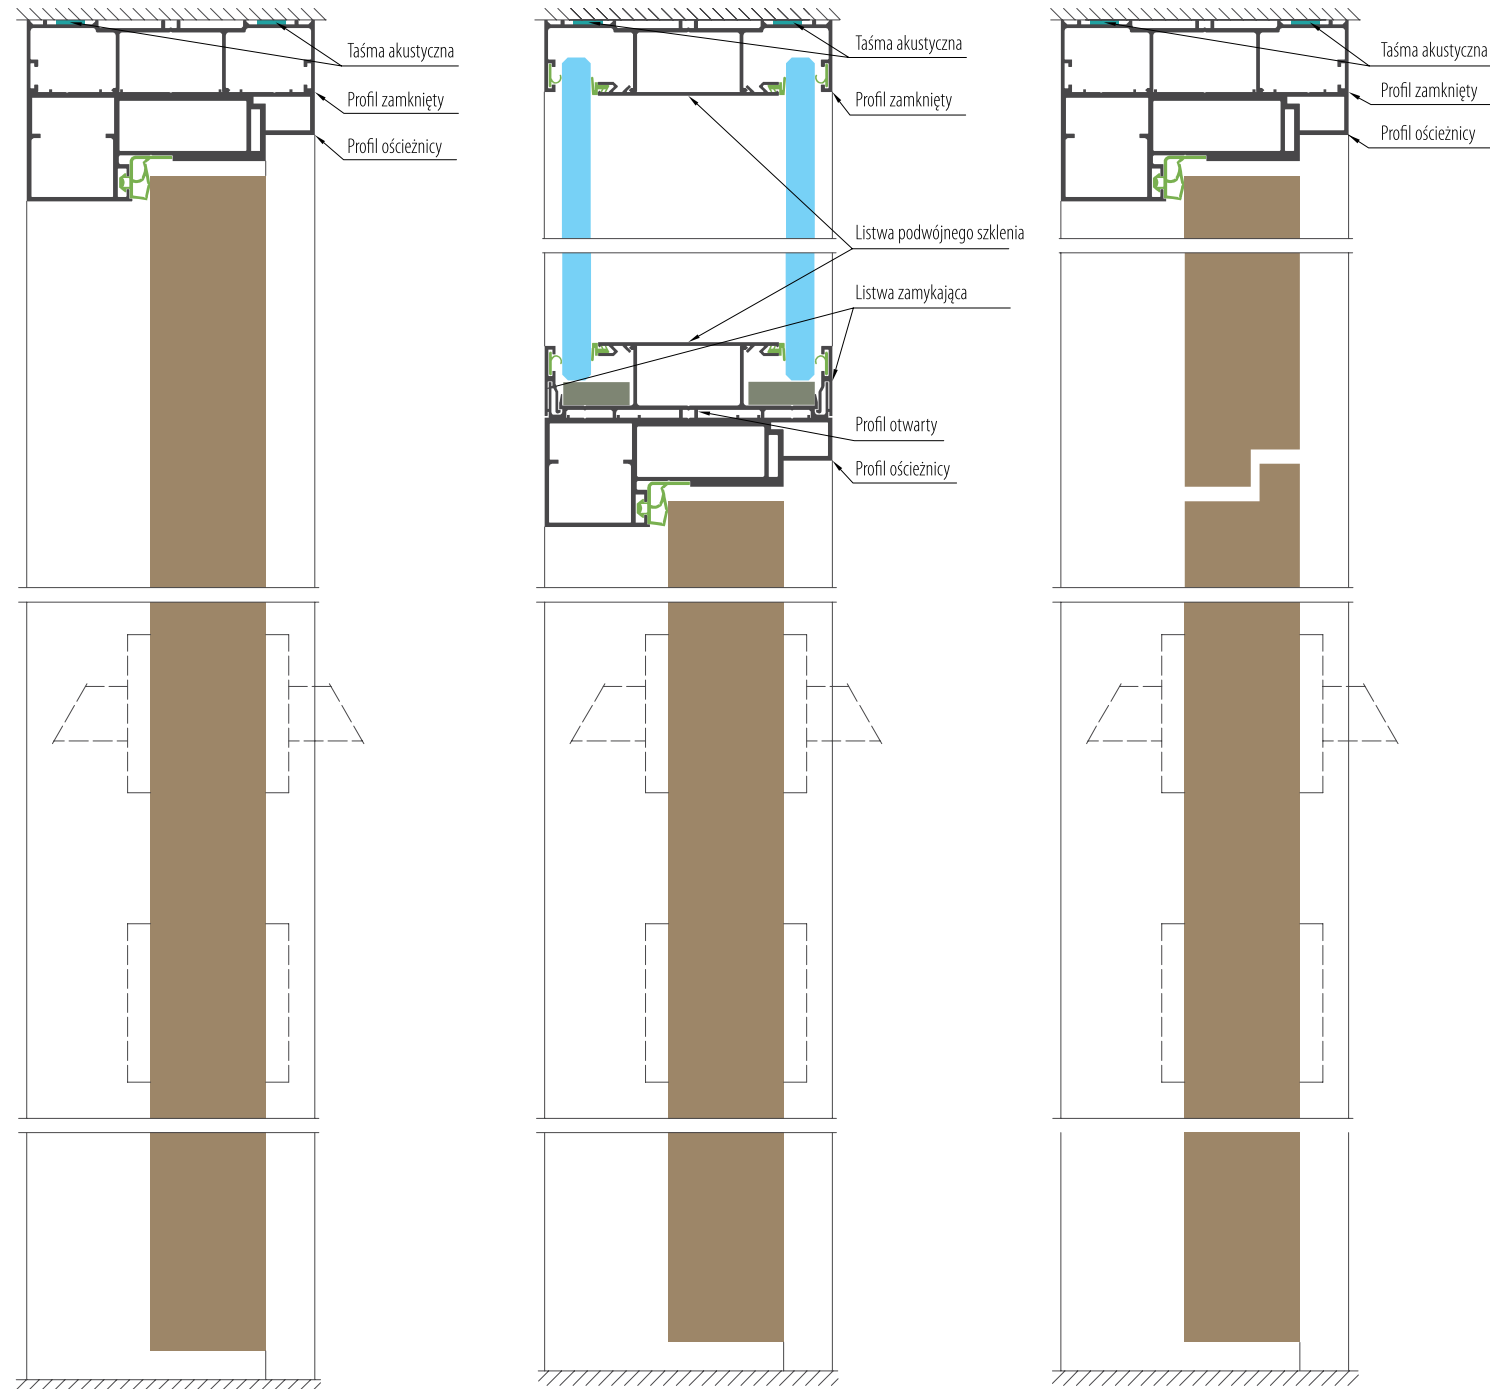 Taśma akustyczna
Profil zamknięty
Profil ościeżnicy
Taśma akustyczna
Profil zamknięty
Listwa podwójnego szklenia
Listwa zamykająca
Profil otwarty
Profil ościeżnicy
Taśma akustyczna
Profil zamknięty
Profil ościeżnicy